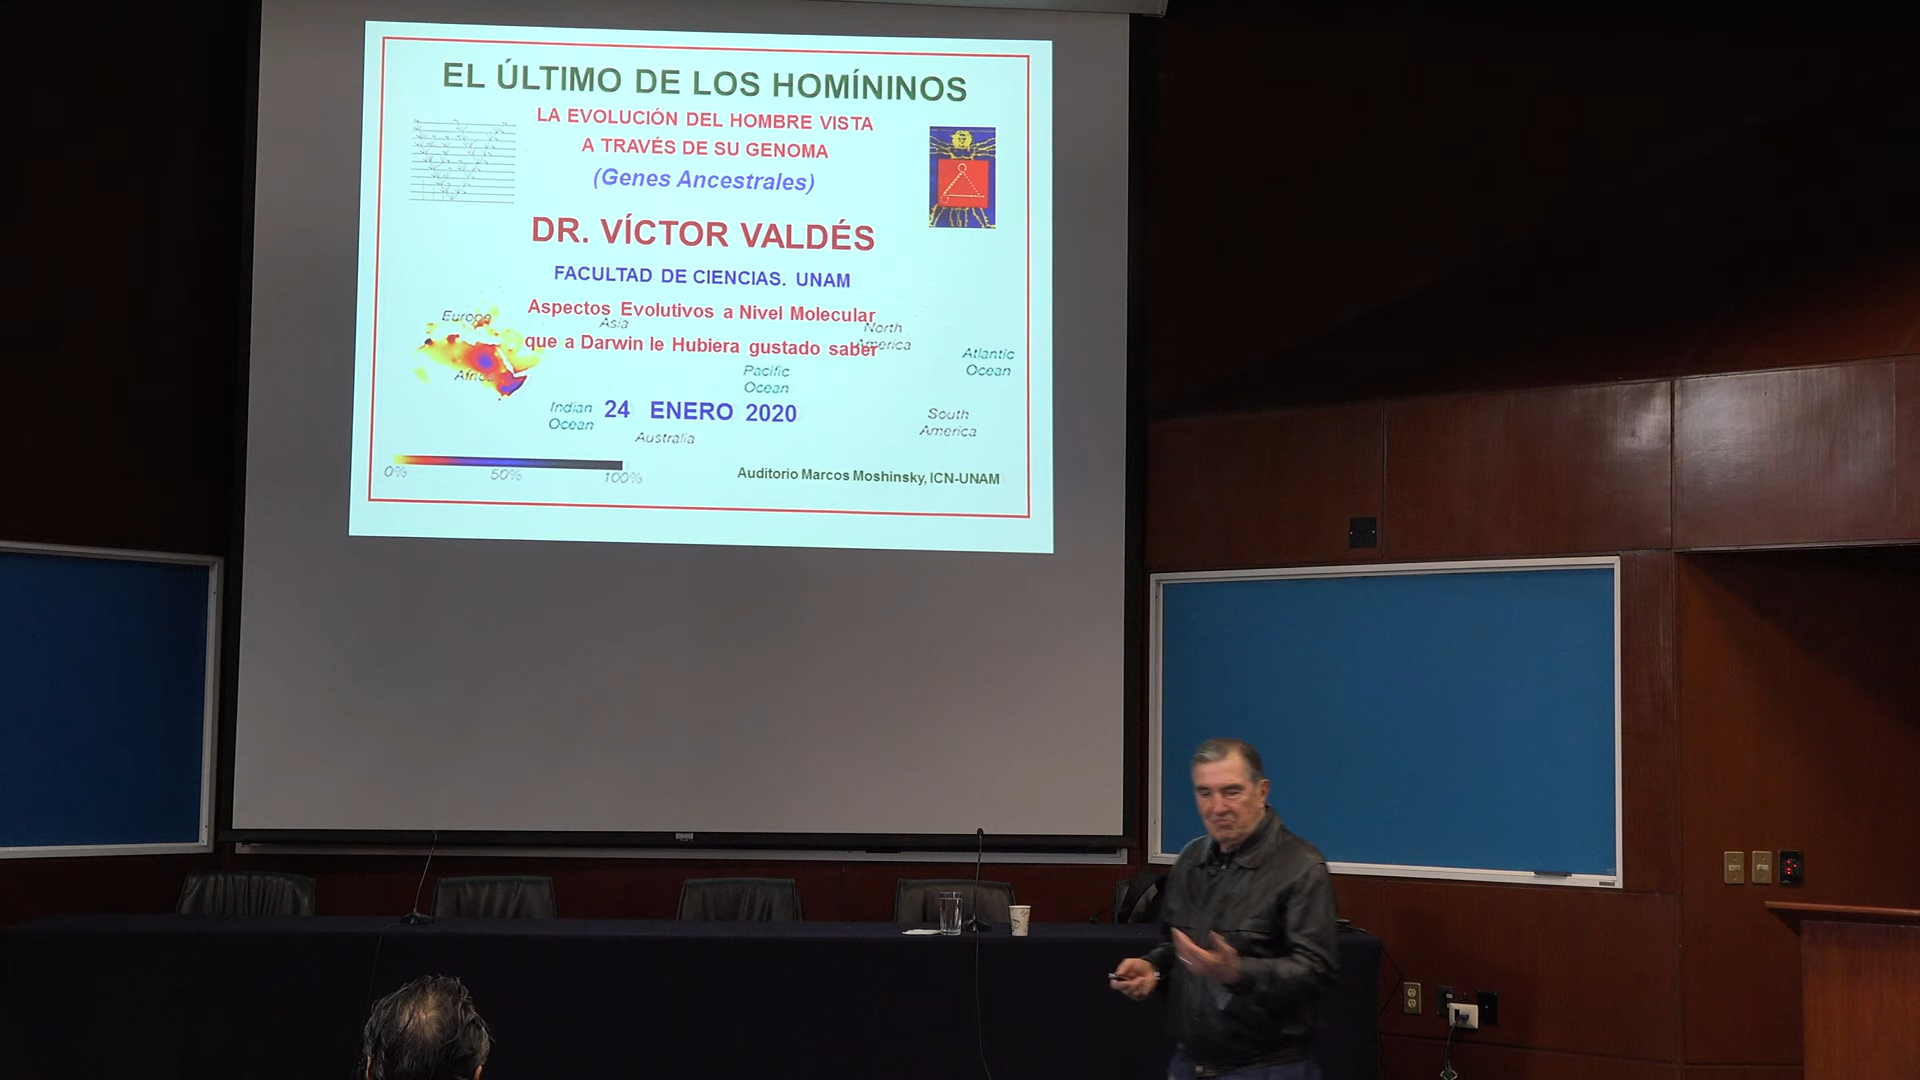 EL ÚLTIMO DE LOS HOMÍNINOS
LA EVOLUCIÓN DEL HOMBRE VISTA
A TRAVÉS DE SU GENOMA
(Genes Ancestrales)
DR. VÍCTOR VALDÉS
FACULTAD DE CIENCIAS. UNAM
Aspectos Evolutivos a Nivel Molecular
que a Darwin le Hubiera gustado saber
Europe
Asia
North
America
Atlantic
Ocean
Africa
Pacific
Ocean
Indian
Ocean
24 ENERO 2020
South
America
Australia
0% 50% 100%
Auditorio Marcos Moshinsky, ICN-UNAM